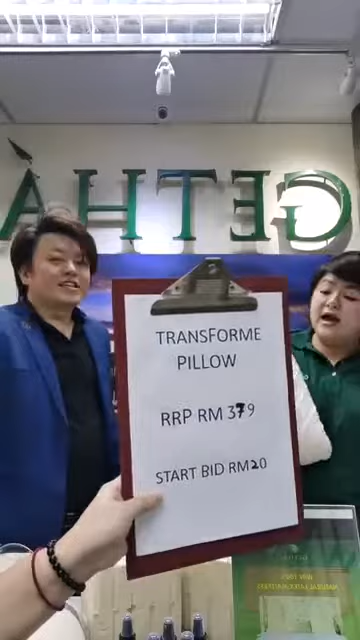 GETHA
TRANSFORME
PILLOW
RRP RM 379
START BID RM20